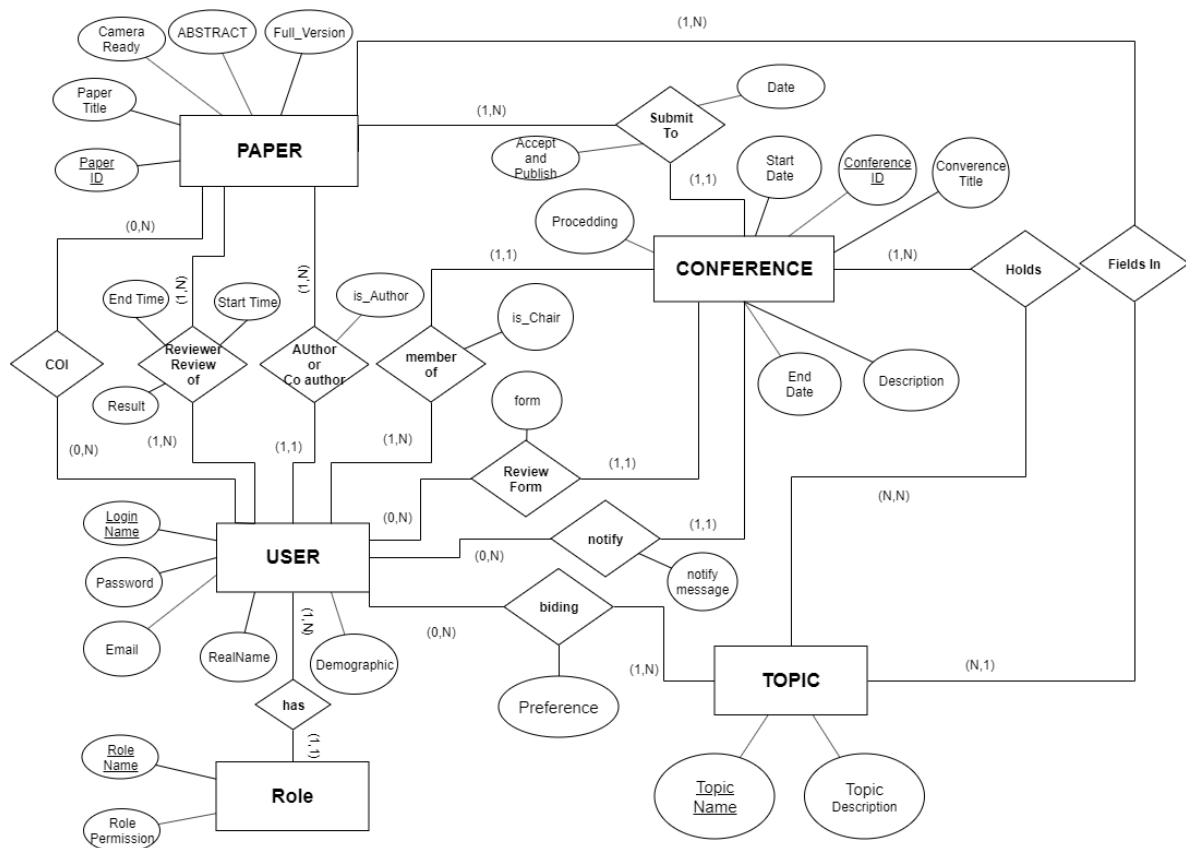 (1,N)
Camera
Ready
ABSTRACT
Full_Version
Paper
Title
Paper
ID
PAPER
(1,N)
Submit
To
Date
Accept
and
Publish
(1,1)
Start
Date
Conference
ID
Converence
Title
Procedding
CONFERENCE
(0,N)
(1,1)
(1,N)
Holds
Fields In
(1,N)
(1,N)
End Time
Start Time
is_Author
is_Chair
COI
Reviewer
Review
of
AUthor
or
Co author
member
of
Result
End
Date
Description
form
(0,N)
(1,N)
(1,1)
(1,N)
Review
Form
(1,1)
(0,N)
(N,N)
Login
Name
USER
Password
Email
RealName
Demographic
(0,N)
notify
(1,1)
notify
message
biding
(0,N)
(1,N)
Preference
(1,N)
has
(1,1)
TOPIC
(N,1)
Role
Name
Role
Permission
Role
Topic
Name
Topic
Description